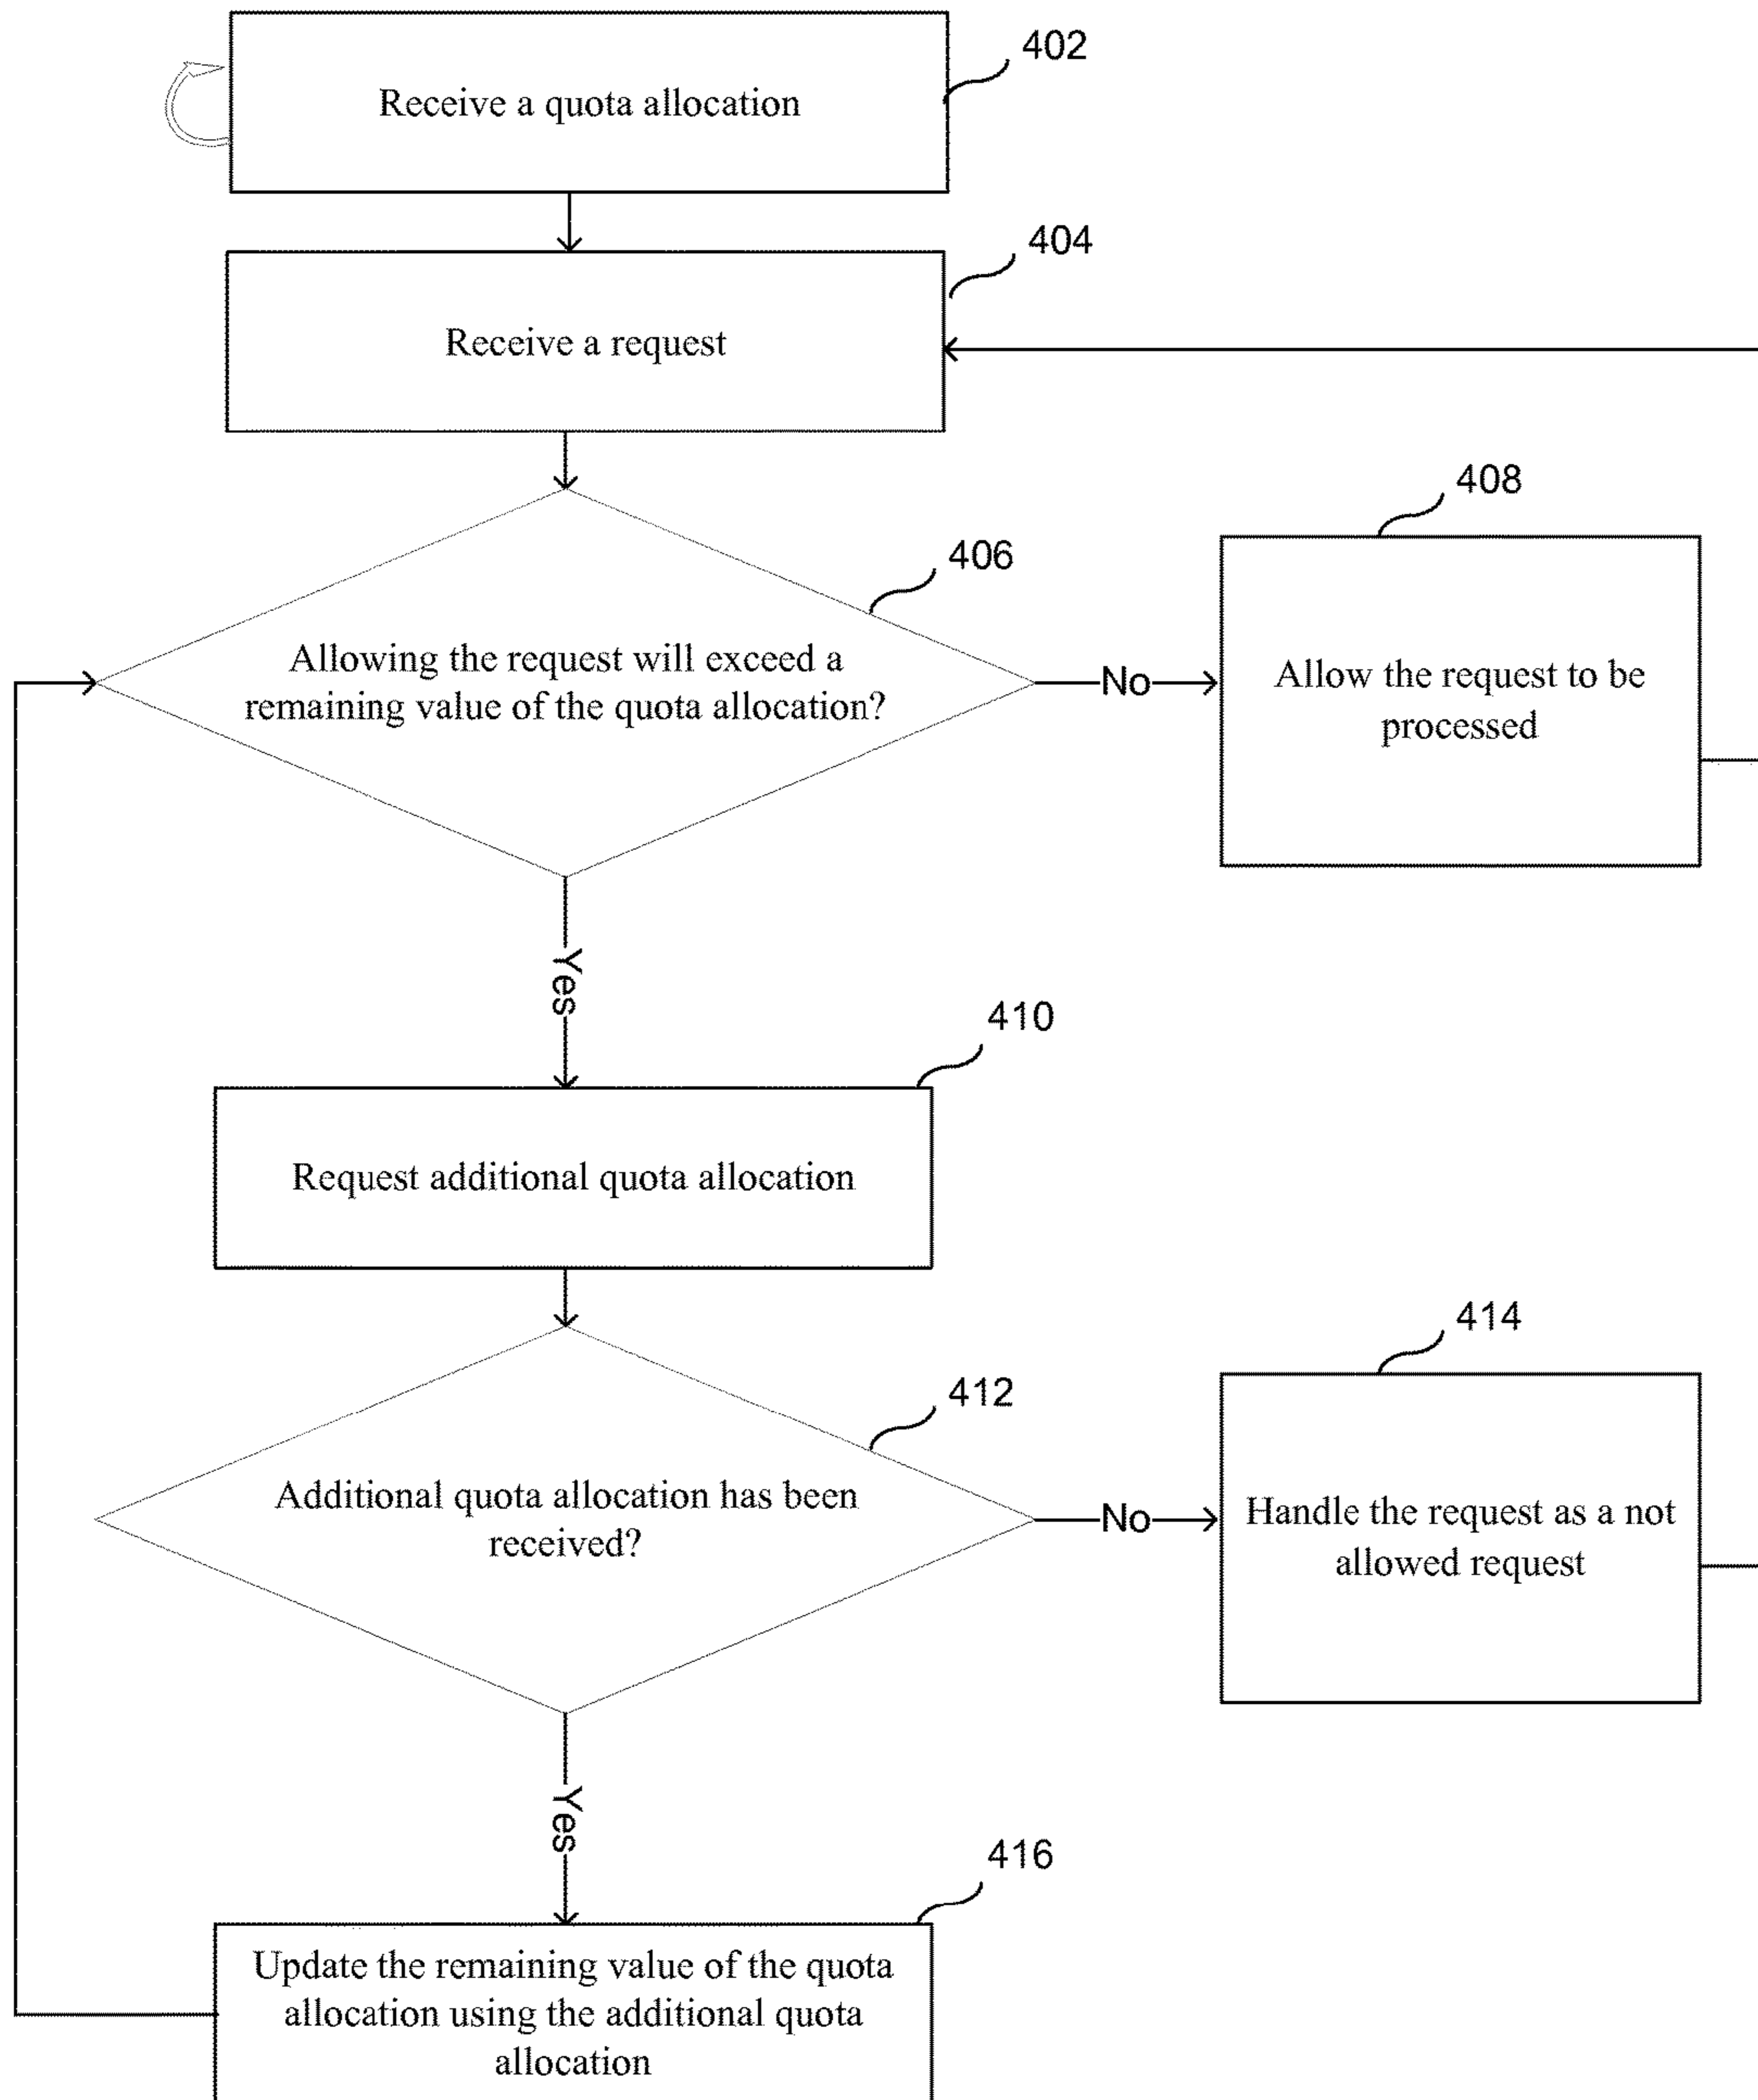 402
Receive a quota allocation
404
Receive a request
406
Allowing the request will exceed a
remaining value of the quota allocation?
No
408
Allow the request to be
processed
Yes
410
Request additional quota allocation
412
Additional quota allocation has been
received?
No
414
Handle the request as a not
allowed request
Yes
416
Update the remaining value of the quota
allocation using the additional quota
allocation